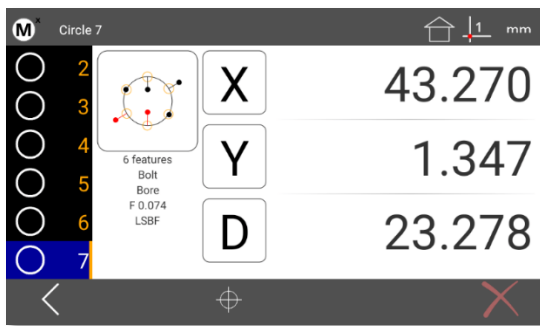 Mx Circle 7 1 mm
2
3
4
5
6
7
6 features
Bolt
Bore
F 0.074
LSBF
X 43.270
Y 1.347
D 23.278